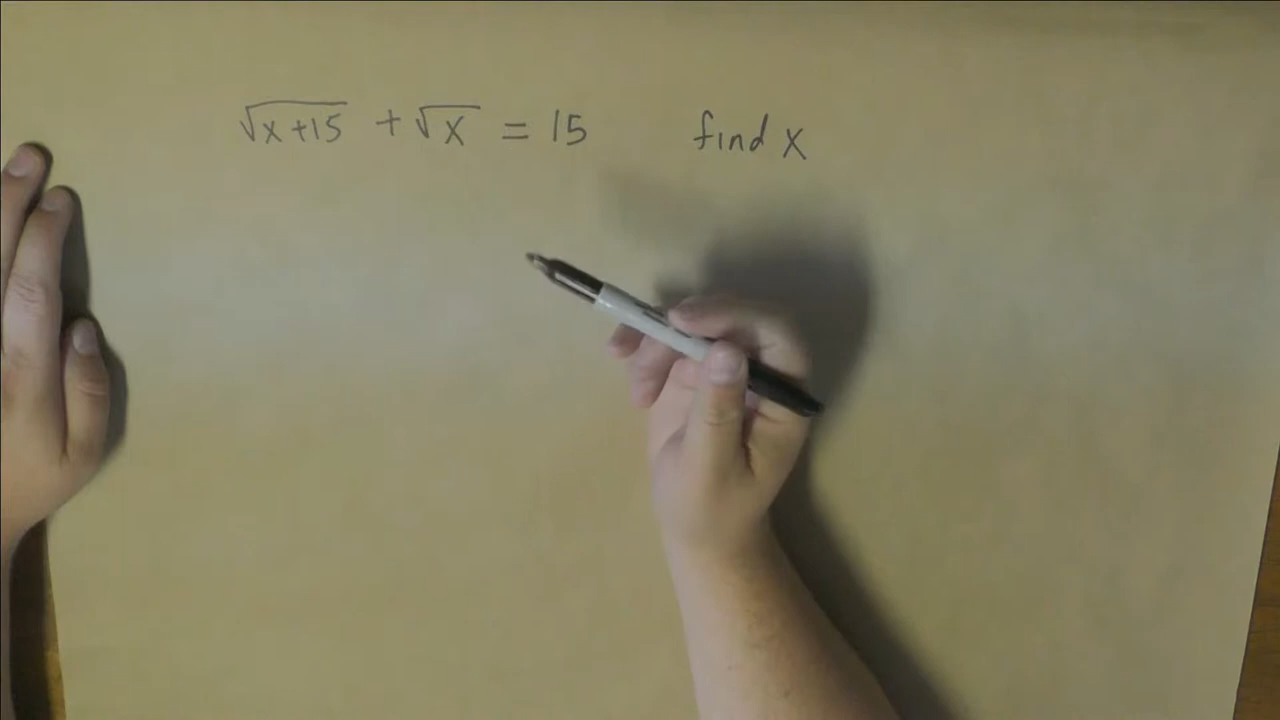 √x+15 + √x = 15 find x